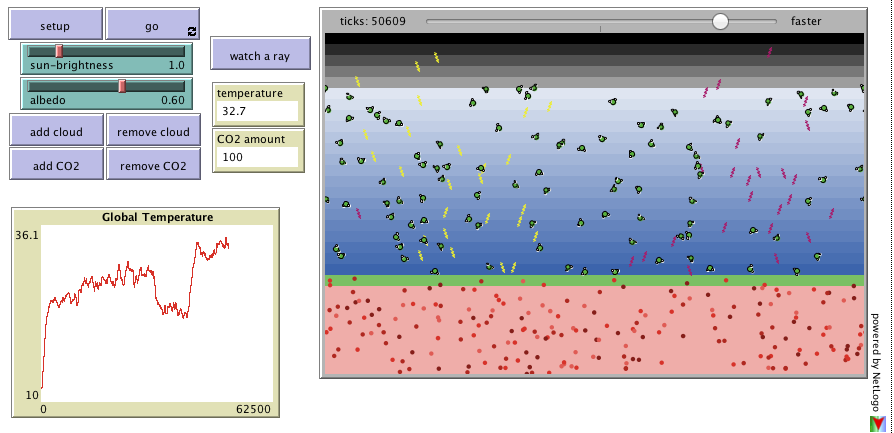 setup
go
sun-brightness 1.0
albedo 0.60
add cloud
remove cloud
add CO2
remove CO2
watch a ray
temperature
32.7
CO2 amount
100
Global Temperature
36.1
10
0 62500
ticks: 50609 faster
powered by NetLogo